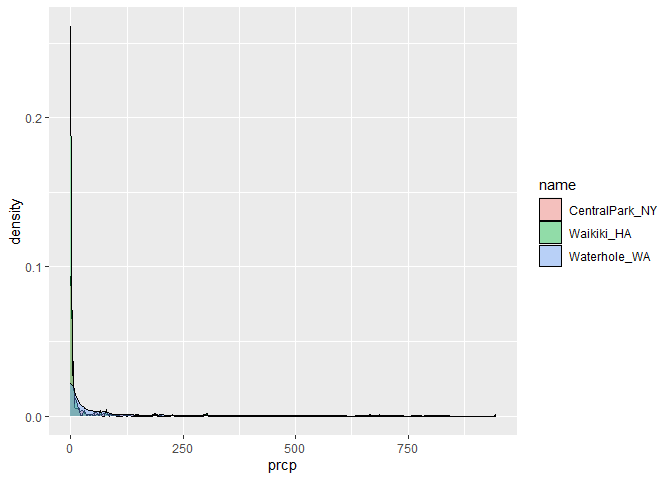 0.2
0.1
0.0
density
0
250
500
750
prcp
name
CentralPark_NY
Waikiki_HA
Waterhole_WA